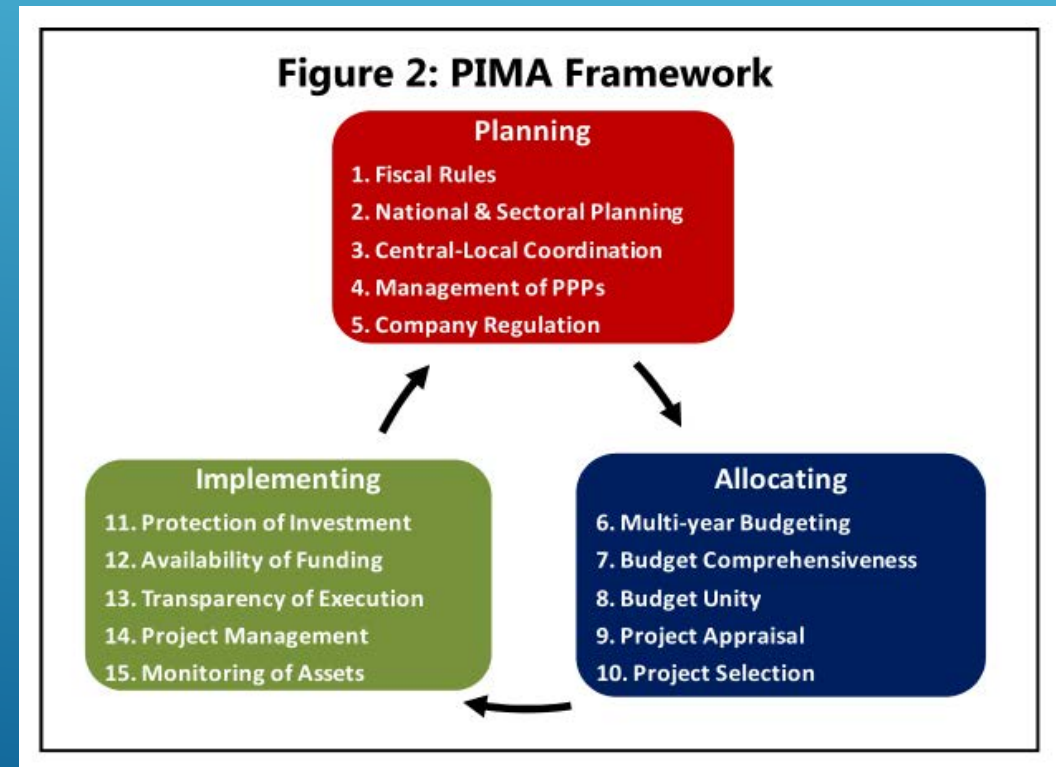 Figure 2: PIMA Framework
Planning
1. Fiscal Rules
2. National & Sectoral Planning
3. Central-Local Coordination
4. Management of PPPs
5. Company Regulation
Implementing
11. Protection of Investment
12. Availability of Funding
13. Transparency of Execution
14. Project Management
15. Monitoring of Assets
Allocating
6. Multi-year Budgeting
7. Budget Comprehensiveness
8. Budget Unity
9. Project Appraisal
10. Project Selection